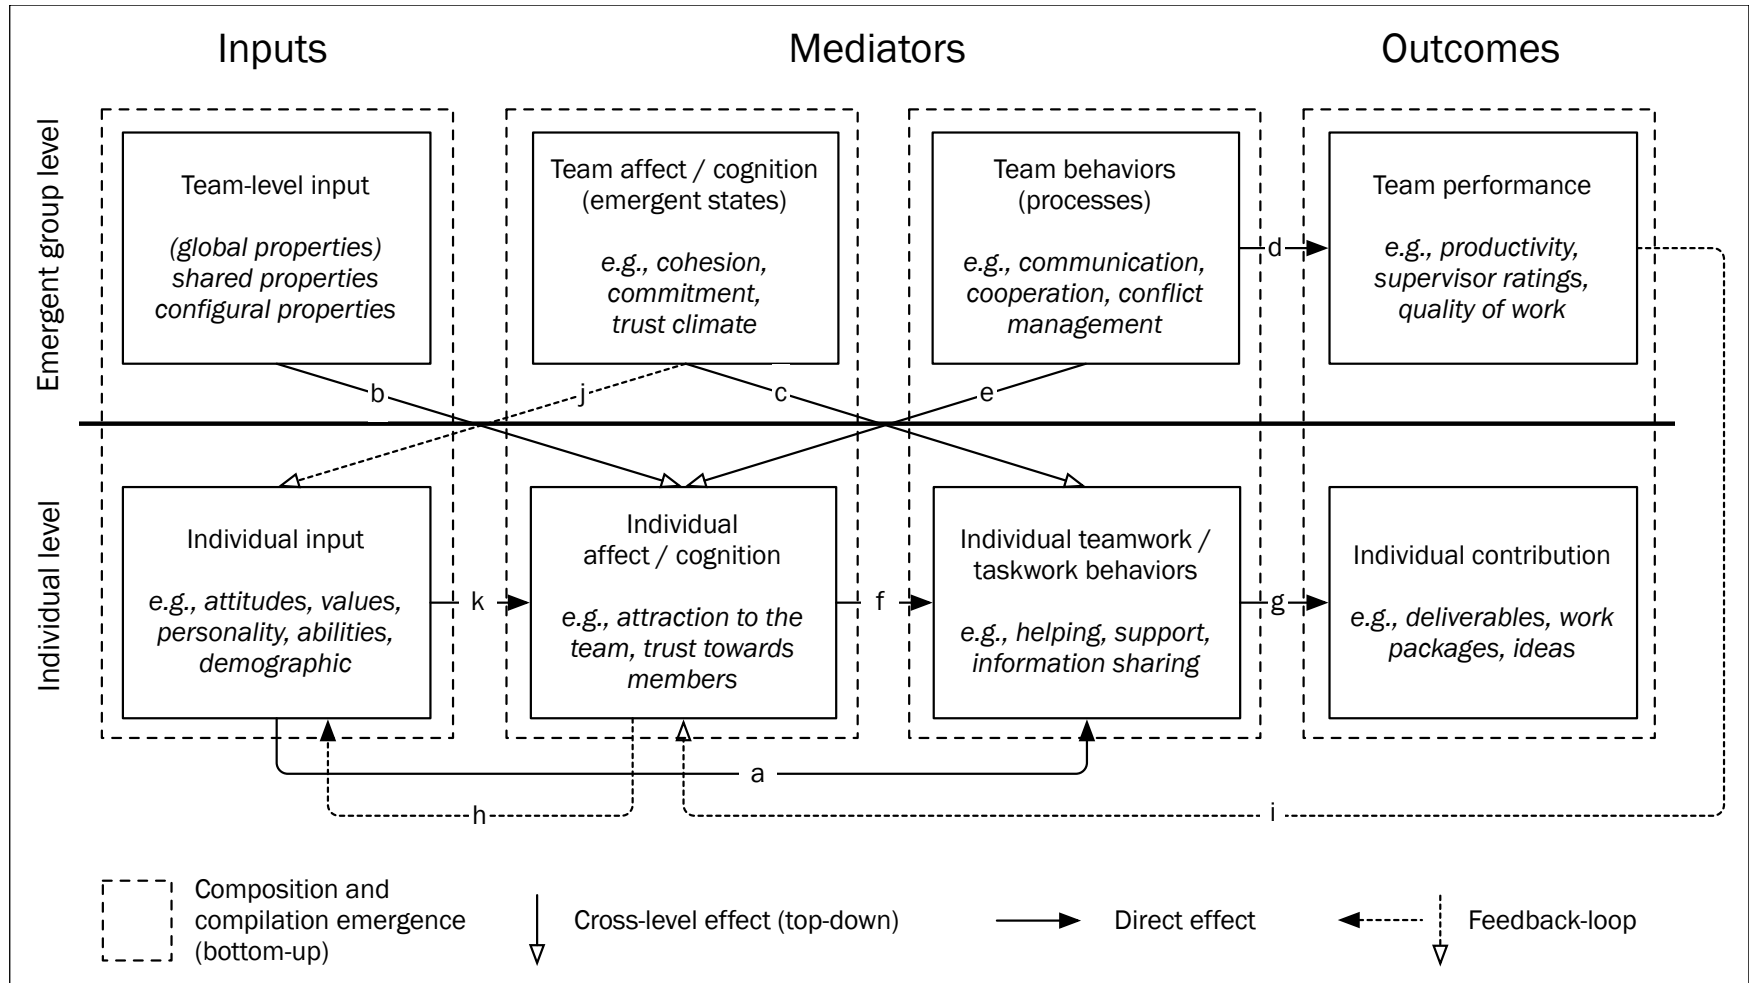 Inputs
Mediators
Outcomes
Emergent group level
Team-level input
(global properties)
shared properties
configural properties
Team affect / cognition
(emergent states)
e.g., cohesion,
commitment,
trust climate
Team behaviors
(processes)
e.g., communication,
cooperation, conflict
management
d
Team performance
e.g., productivity,
supervisor ratings,
quality of work
b
j
c
e
Individual level
Individual input
e.g., attitudes, values,
personality, abilities,
demographic
k
Individual
affect / cognition
e.g., attraction to the
team, trust towards
members
f
Individual teamwork /
taskwork behaviors
e.g., helping, support,
information sharing
g
Individual contribution
e.g., deliverables, work
packages, ideas
a
h
i
Composition and
compilation emergence
(bottom-up)
Cross-level effect (top-down)
Direct effect
Feedback-loop